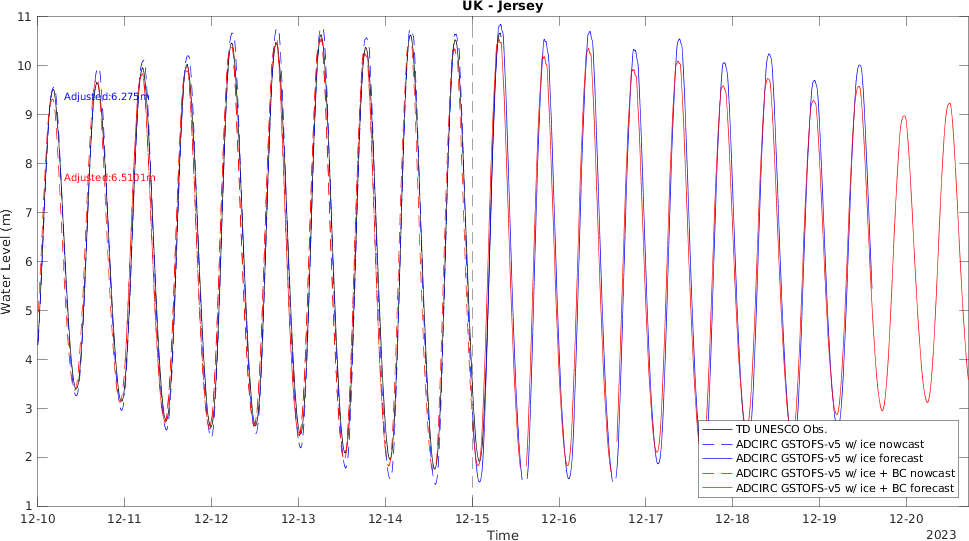 UK - Jersey
11
10
9
8
7
6
5
4
3
2
1
Water Level (m)
Adjusted:6.275m
Adjusted:6.5101m
TD UNESCO Obs.
ADCIRC GSTOFS-v5 w/ ice nowcast
ADCIRC GSTOFS-v5 w/ ice forecast
ADCIRC GSTOFS-v5 w/ ice + BC nowcast
ADCIRC GSTOFS-v5 w/ ice + BC forecast
12-10 12-11 12-12 12-13 12-14 12-15 12-16 12-17 12-18 12-19 12-20
Time
2023